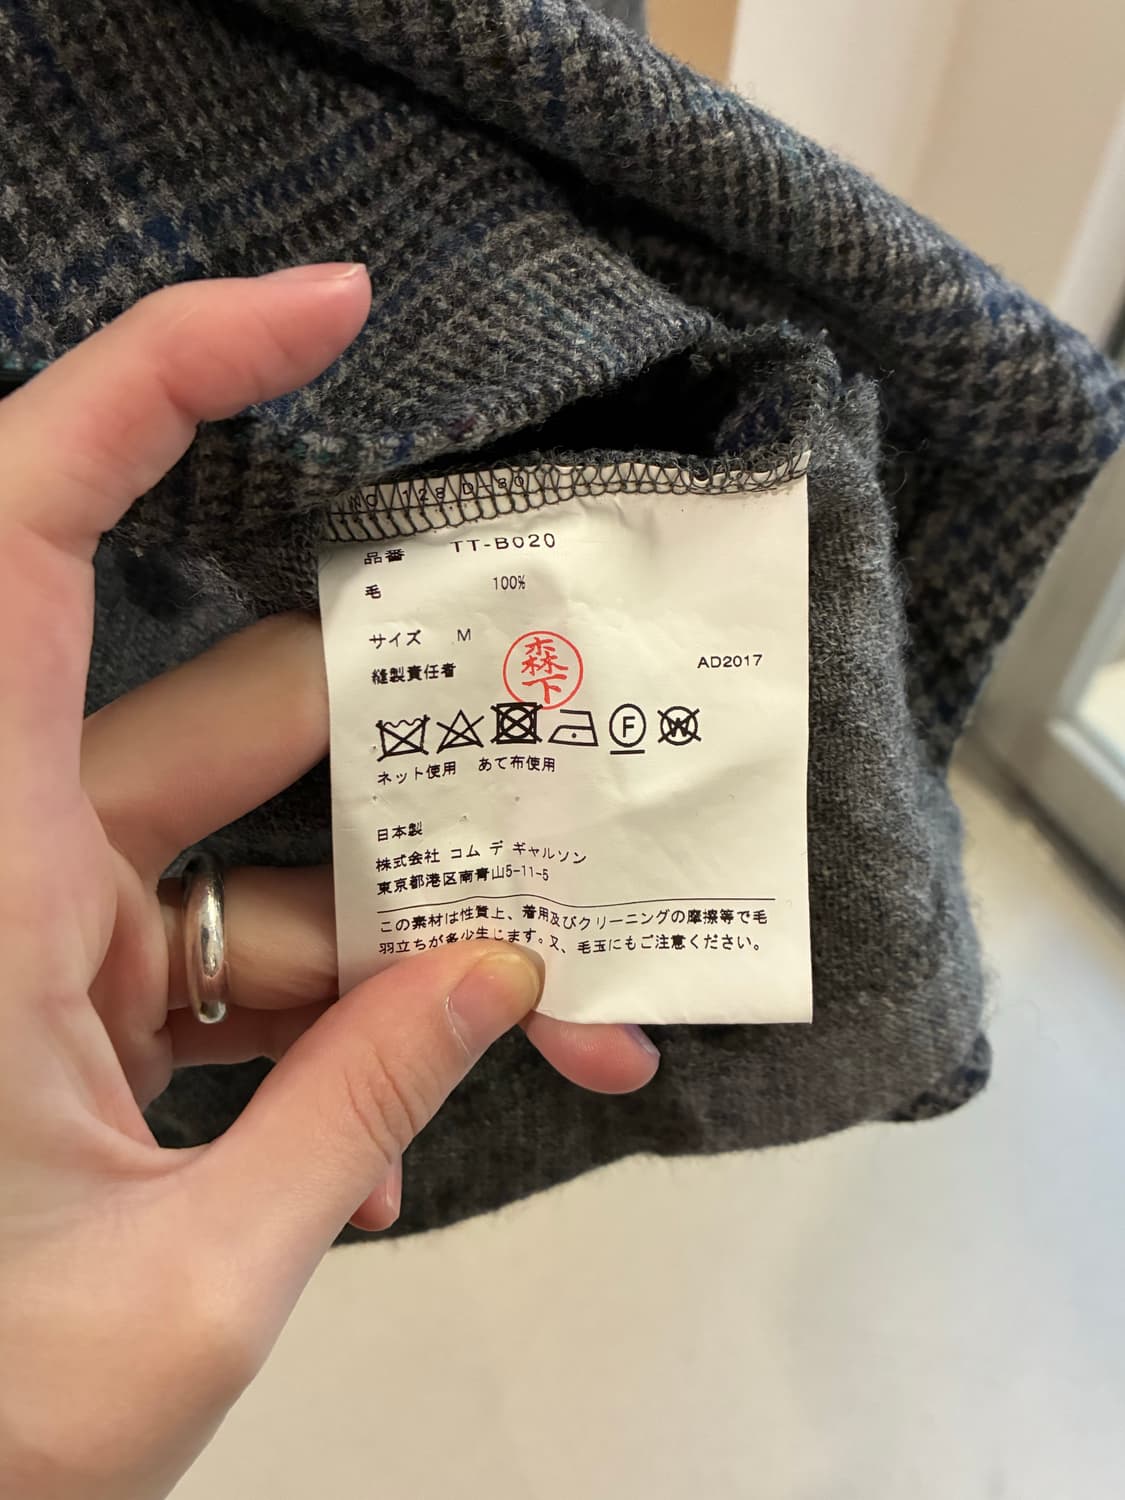 NO 128 D-80
品番 TT-B020
毛 100%
サイズ M
縫製責任者 森下 AD2017
F W
ネット使用 あて布使用
日本製
株式会社 コム デ ギャルソン
東京都港区南青山5-11-5
この素材は性質上、着用及びクリーニングの摩擦等で毛
羽立ちが多少生じます。又、毛玉にもご注意ください。